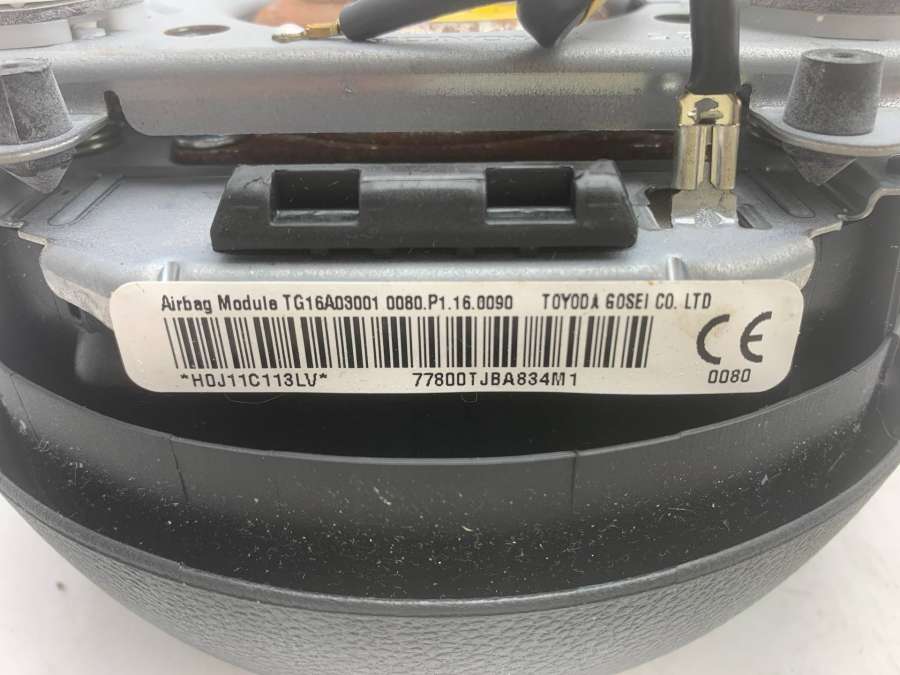 Airbag Module TG16A03001 0080.P1.16.0090 TOYODA GOSEI CO. LTD
CE
*H0J11C113LV* 77800TJBA834M1 0080